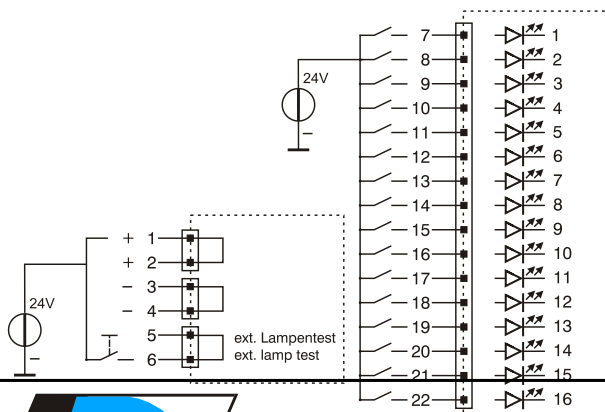 7 1
24V 8 2
9 3
10 4
− 11 5
12 6
13 7
14 8
+ 1 15 9
+ 2 16 10
− 3 17 11
24V − 4 18 12
5 ext. Lampentest 19 13
− 6 ext. lamp test 20 14
21 15
22 16